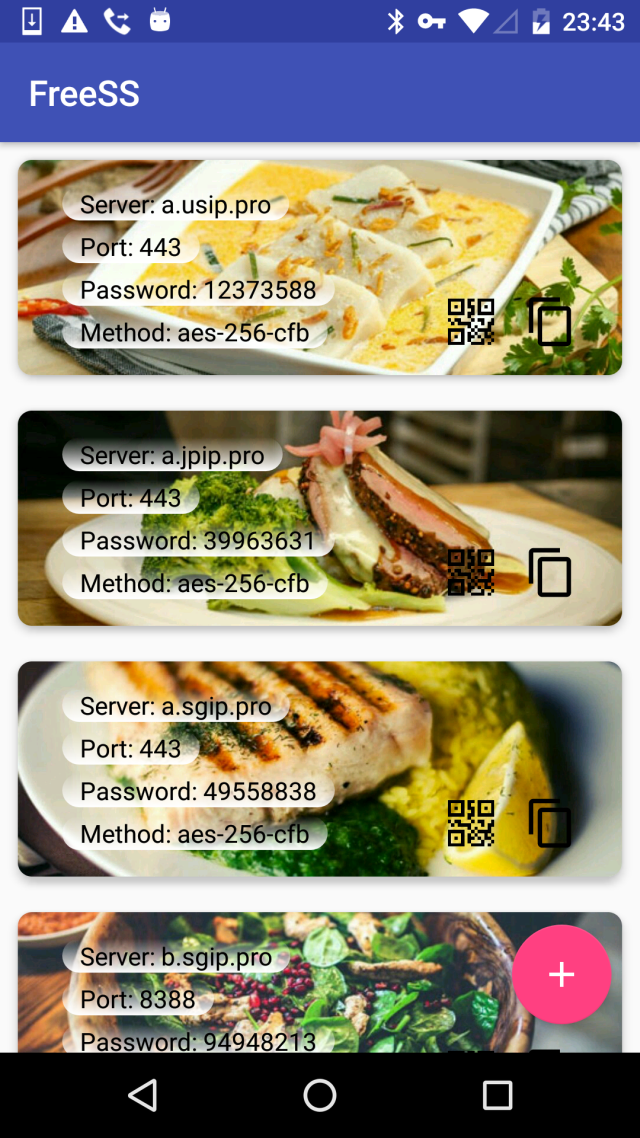 23:43
FreeSS
Server: a.usip.pro
Port: 443
Password: 12373588
Method: aes-256-cfb
Server: a.jpip.pro
Port: 443
Password: 39963631
Method: aes-256-cfb
Server: a.sgip.pro
Port: 443
Password: 49558838
Method: aes-256-cfb
Server: b.sgip.pro
Port: 8388
Password: 94948213